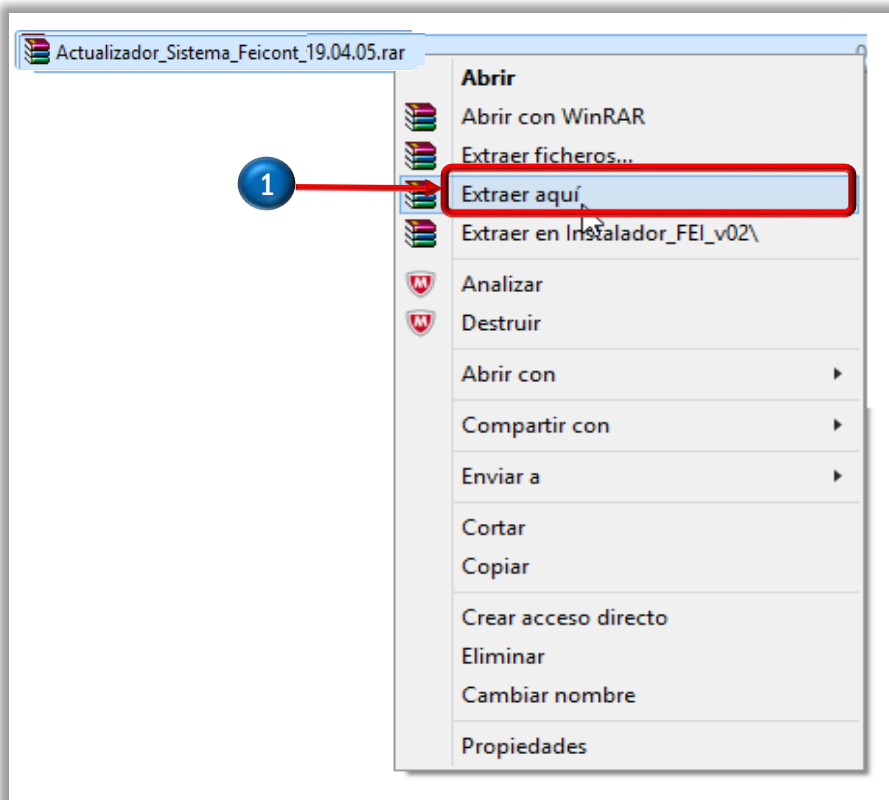 Actualizador_Sistema_Feicont_19.04.05.rar
Abrir
Abrir con WinRAR
Extraer ficheros...
1
Extraer aquí
Extraer en Instalador_FEI_v02\
Analizar
Destruir
Abrir con
Compartir con
Enviar a
Cortar
Copiar
Crear acceso directo
Eliminar
Cambiar nombre
Propiedades